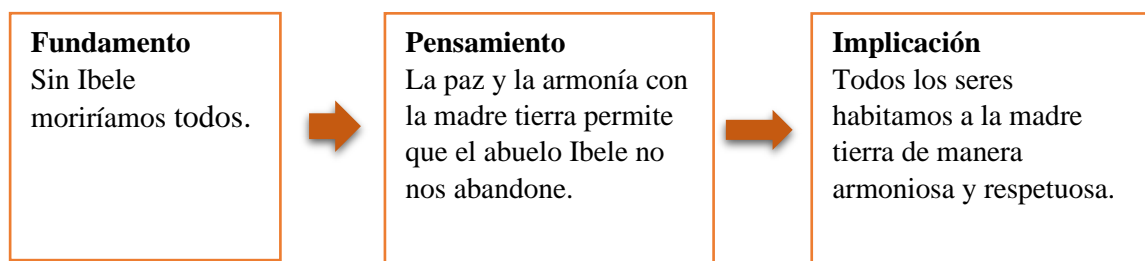 Fundamento
Sin Ibele
moriríamos todos.
Pensamiento
La paz y la armonía con
la madre tierra permite
que el abuelo Ibele no
nos abandone.
Implicación
Todos los seres
habitamos a la madre
tierra de manera
armoniosa y respetuosa.